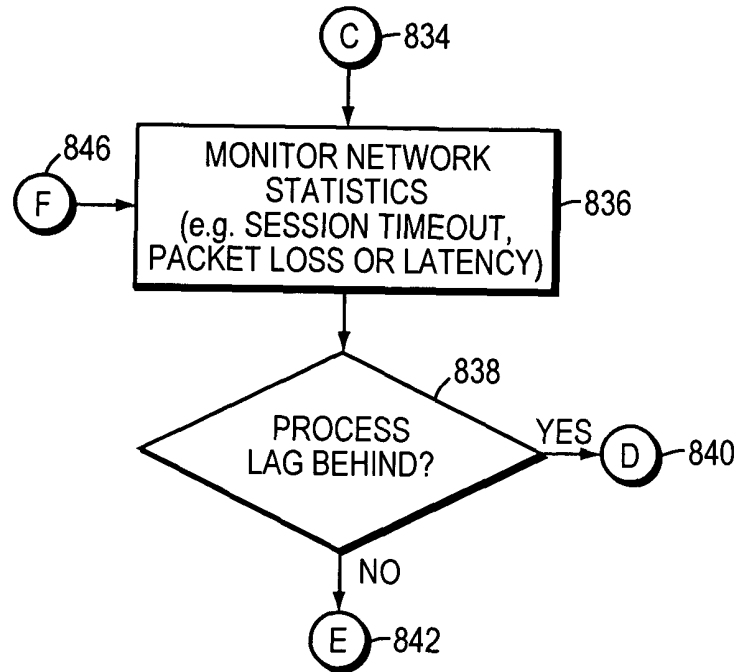 C 834
846
F
MONITOR NETWORK
STATISTICS
(e.g. SESSION TIMEOUT,
PACKET LOSS OR LATENCY)
836
838
PROCESS
LAG BEHIND?
YES
D 840
NO
E 842